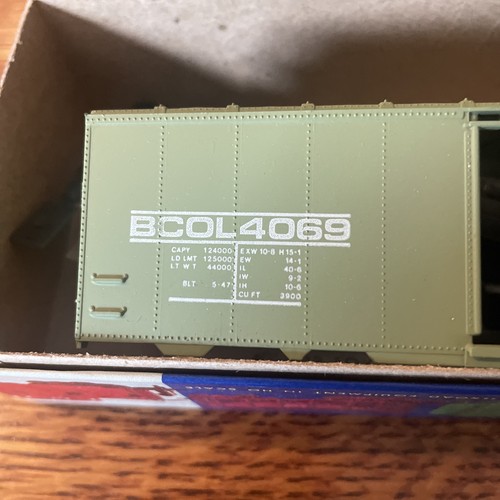 BCOL4069
CAPY 124000 EXW 10-8 H15-1
LD LMT 125000 EW 14-1
LT WT 44000 IL 40-6
IW 9-2
BLT 5-47 IH 10-6
CU FT 3900